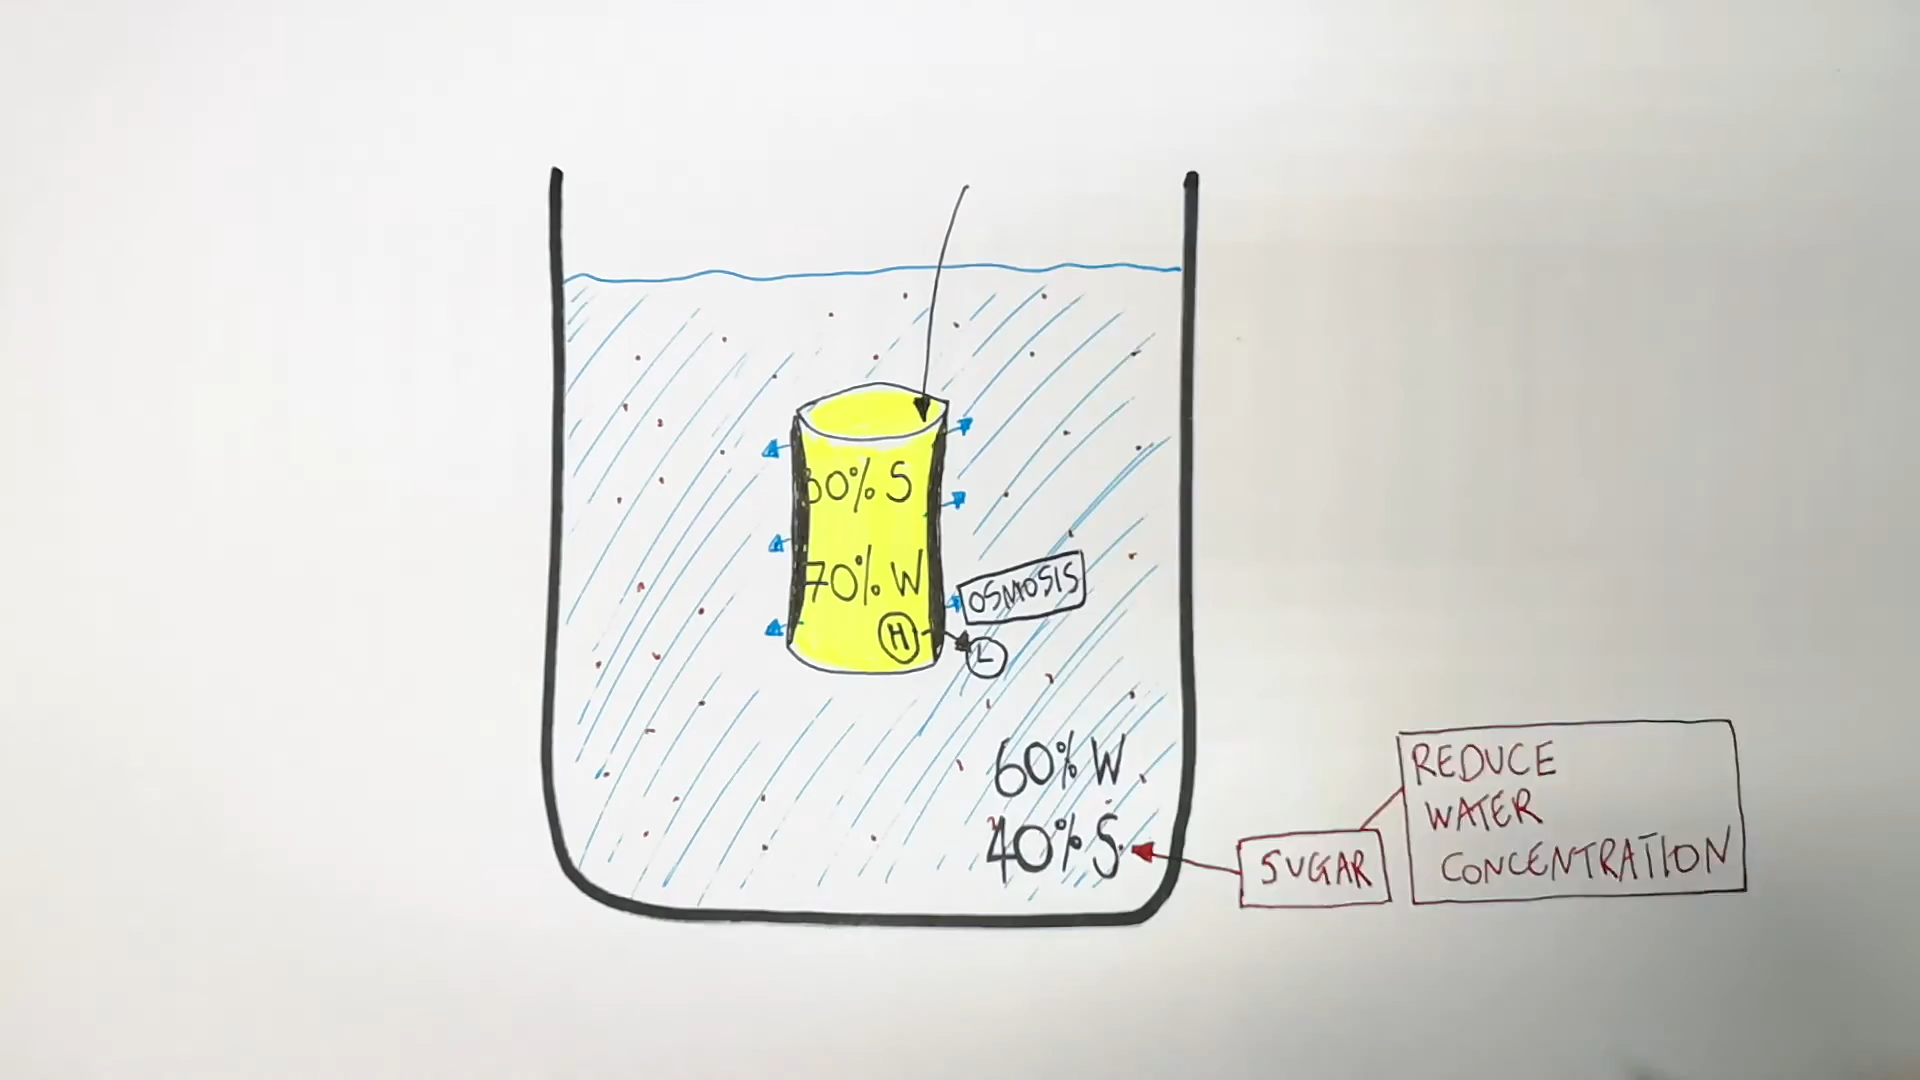 30% S
70% W
H
L
OSMOSIS
60% W
40% S
SUGAR
REDUCE
WATER
CONCENTRATION